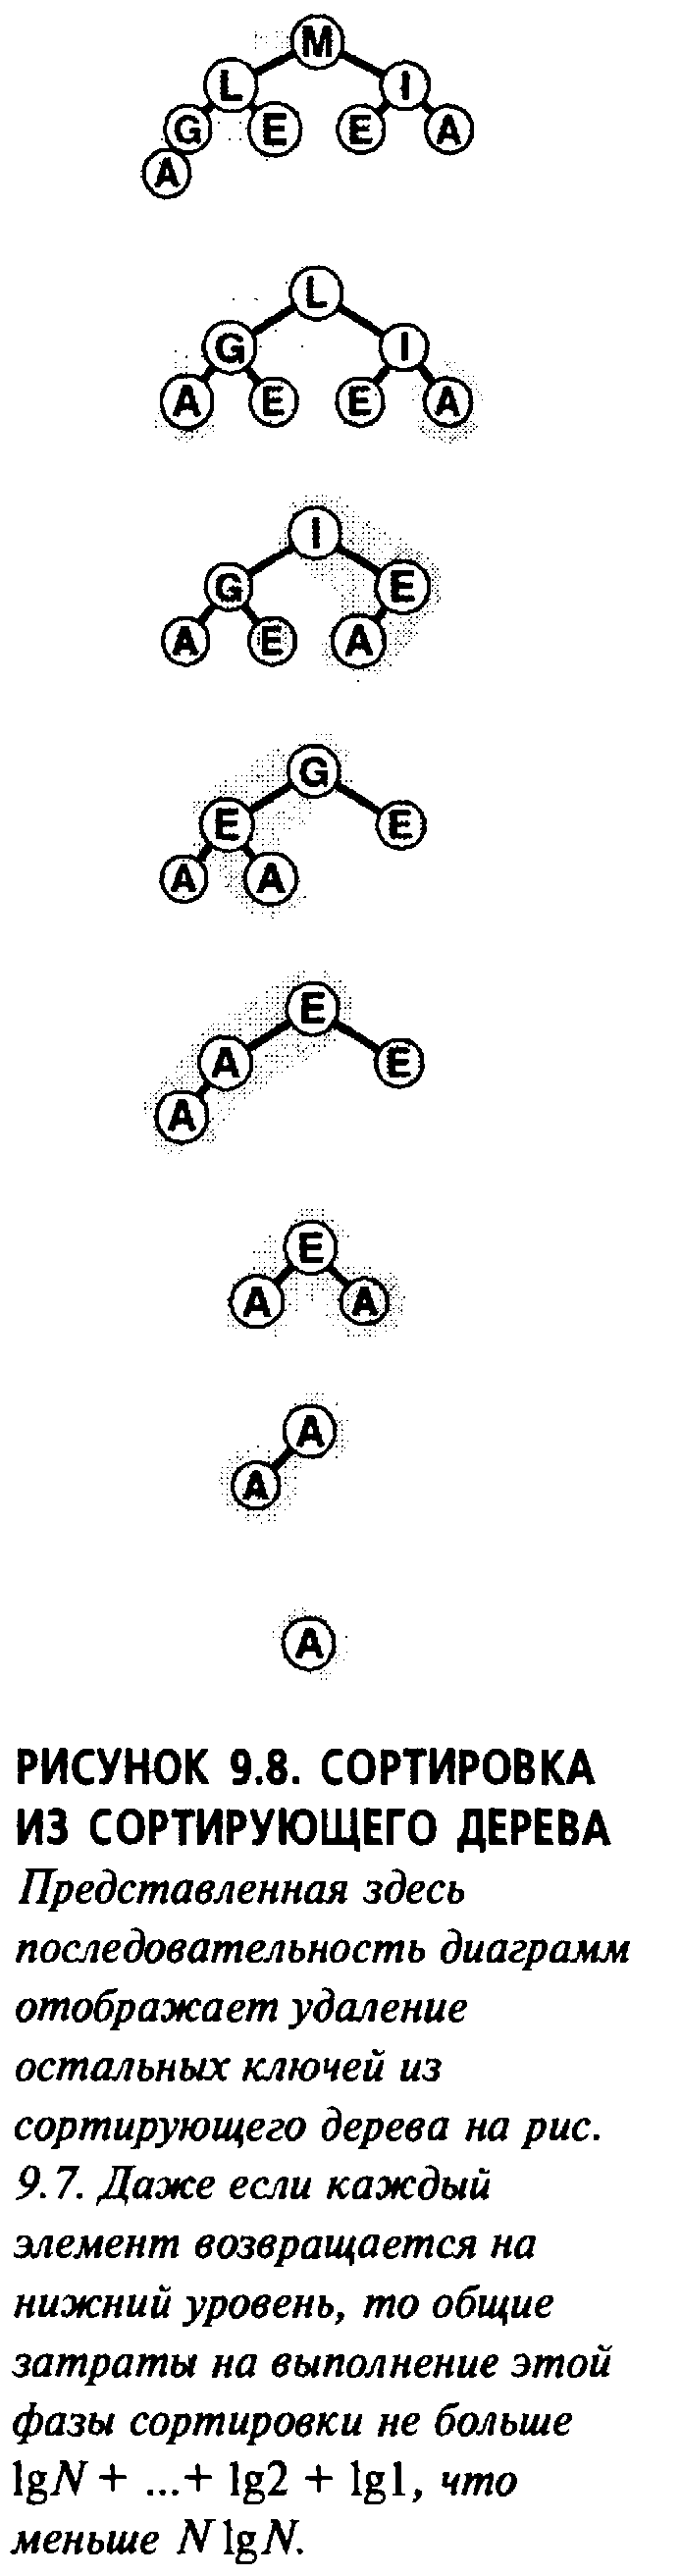 M
L I
G E E A
A
L
G I
A E E A
I
G E
A E A
G
E E
A A
E
A E
A
E
A A
A
A
A
РИСУНОК 9.8. СОРТИРОВКА
ИЗ СОРТИРУЮЩЕГО ДЕРЕВА
Представленная здесь
последовательность диаграмм
отображает удаление
остальных ключей из
сортирующего дерева на рис.
9.7. Даже если каждый
элемент возвращается на
нижний уровень, то общие
затраты на выполнение этой
фазы сортировки не больше
lgN + ...+ lg2 + lg1, что
меньше N lgN.